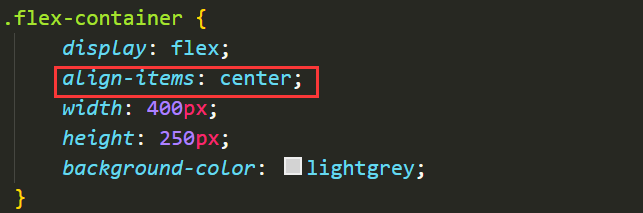 .flex-container {
display: flex;
align-items: center;
width: 400px;
height: 250px;
background-color: lightgrey;
}